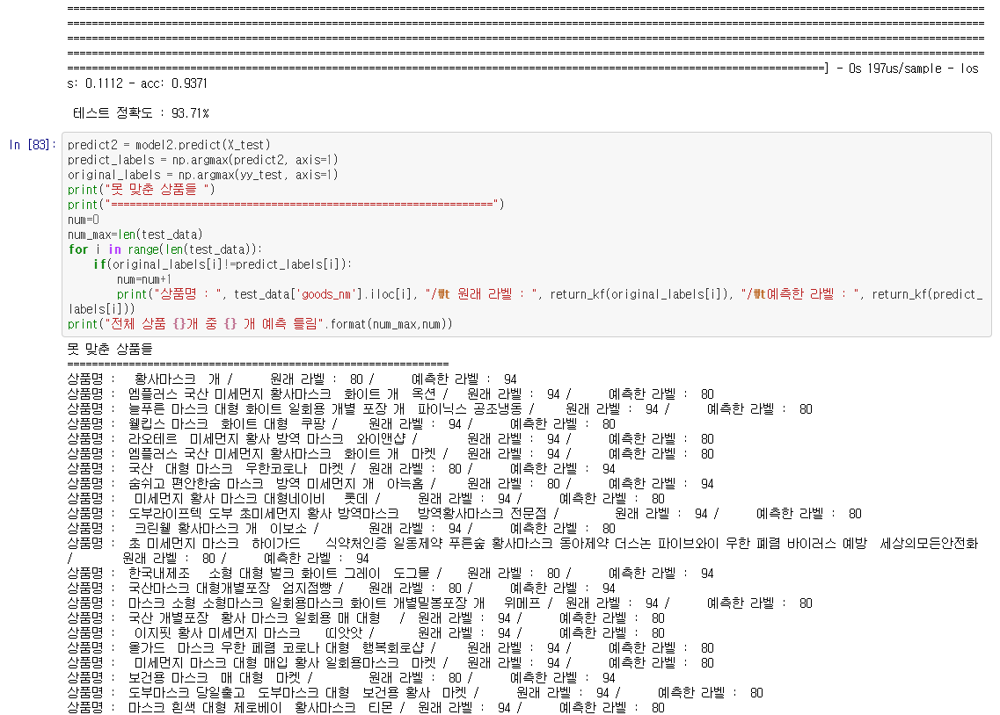 ================================================================================
================================================================================
================================================================================
================================================================================
==================================================================] - 0s 197us/sample - los
s: 0.1112 - acc: 0.9371
테스트 정확도 : 93.71%
In [83]: predict2 = model2.predict(X_test)
predict_labels = np.argmax(predict2, axis=1)
original_labels = np.argmax(yy_test, axis=1)
print("못 맞춘 상품들 ")
print("==============================================================")
num=0
num_max=len(test_data)
for i in range(len(test_data)):
    if(original_labels[i]!=predict_labels[i]):
        num=num+1
        print("상품명 : ", test_data['goods_nm'].iloc[i], "/₩t 원래 라벨 : ", return_kf(original_labels[i]), "/₩t예측한 라벨 : ", return_kf(predict_
labels[i]))
print("전체 상품 {}개 중 {} 개 예측 틀림".format(num_max,num))
못 맞춘 상품들
==============================================================
상품명 :  황사마스크  개 /  원래 라벨 :  80 /  예측한 라벨 :  94
상품명 :  엠플러스 국산 미세먼지 황사마스크  화이트 개  옥션 /  원래 라벨 :  94 /  예측한 라벨 :  80
상품명 :  늘푸른 마스크 대형 화이트 일회용 개별 포장 개  파이닉스 공조냉동 /  원래 라벨 :  94 /  예측한 라벨 :  80
상품명 :  웰킵스 마스크  화이트 대형  쿠팡 /  원래 라벨 :  94 /  예측한 라벨 :  80
상품명 :  라오테르  미세먼지 황사 방역 마스크  와이앤샵 /  원래 라벨 :  94 /  예측한 라벨 :  80
상품명 :  엠플러스 국산 미세먼지 황사마스크  화이트 개  마켓 /  원래 라벨 :  94 /  예측한 라벨 :  80
상품명 :  국산  대형 마스크  우한코로나  마켓 /  원래 라벨 :  80 /  예측한 라벨 :  94
상품명 :  숨쉬고 편안한숨 마스크  방역 미세먼지 개  아늑홈 /  원래 라벨 :  80 /  예측한 라벨 :  94
상품명 :  미세먼지 황사 마스크 대형네이비  롯데 /  원래 라벨 :  94 /  예측한 라벨 :  80
상품명 :  도부라이프텍 도부 초미세먼지 황사 방역마스크  방역황사마스크 전문점 /  원래 라벨 :  94 /  예측한 라벨 :  80
상품명 :  크린웰 황사마스크 개  이보소 /  원래 라벨 :  94 /  예측한 라벨 :  80
상품명 :  초 미세먼지 마스크  하이가드  식약처인증 일동제약 푸른숲 황사마스크 동아제약 더스논 파이브와이 우한 폐렴 바이러스 예방  세상의모든안전화
/  원래 라벨 :  80 /  예측한 라벨 :  94
상품명 :  한국내제조  소형 대형 벌크 화이트 그레이  도그몰 /  원래 라벨 :  80 /  예측한 라벨 :  94
상품명 :  국산마스크 대형개별포장  엄지점빵 /  원래 라벨 :  80 /  예측한 라벨 :  94
상품명 :  마스크 소형 소형마스크 일회용마스크 화이트 개별밀봉포장 개  위메프 /  원래 라벨 :  94 /  예측한 라벨 :  80
상품명 :  국산 개별포장  황사 마스크 일회용 매 대형  /  원래 라벨 :  94 /  예측한 라벨 :  80
상품명 :  이지핏 황사 미세먼지 마스크  띠앗앗 /  원래 라벨 :  94 /  예측한 라벨 :  80
상품명 :  올가드  마스크 우한 폐렴 코로나 대형  행복회로샵 /  원래 라벨 :  94 /  예측한 라벨 :  80
상품명 :  미세먼지 마스크 대형 매입 황사 일회용마스크  마켓 /  원래 라벨 :  94 /  예측한 라벨 :  80
상품명 :  보건용 마스크  매 대형  마켓 /  원래 라벨 :  80 /  예측한 라벨 :  94
상품명 :  도부마스크 당일출고  도부마스크 대형  보건용 황사  마켓 /  원래 라벨 :  94 /  예측한 라벨 :  80
상품명 :  마스크 흰색 대형 제로베이  황사마스크  티몬 /  원래 라벨 :  94 /  예측한 라벨 :  80